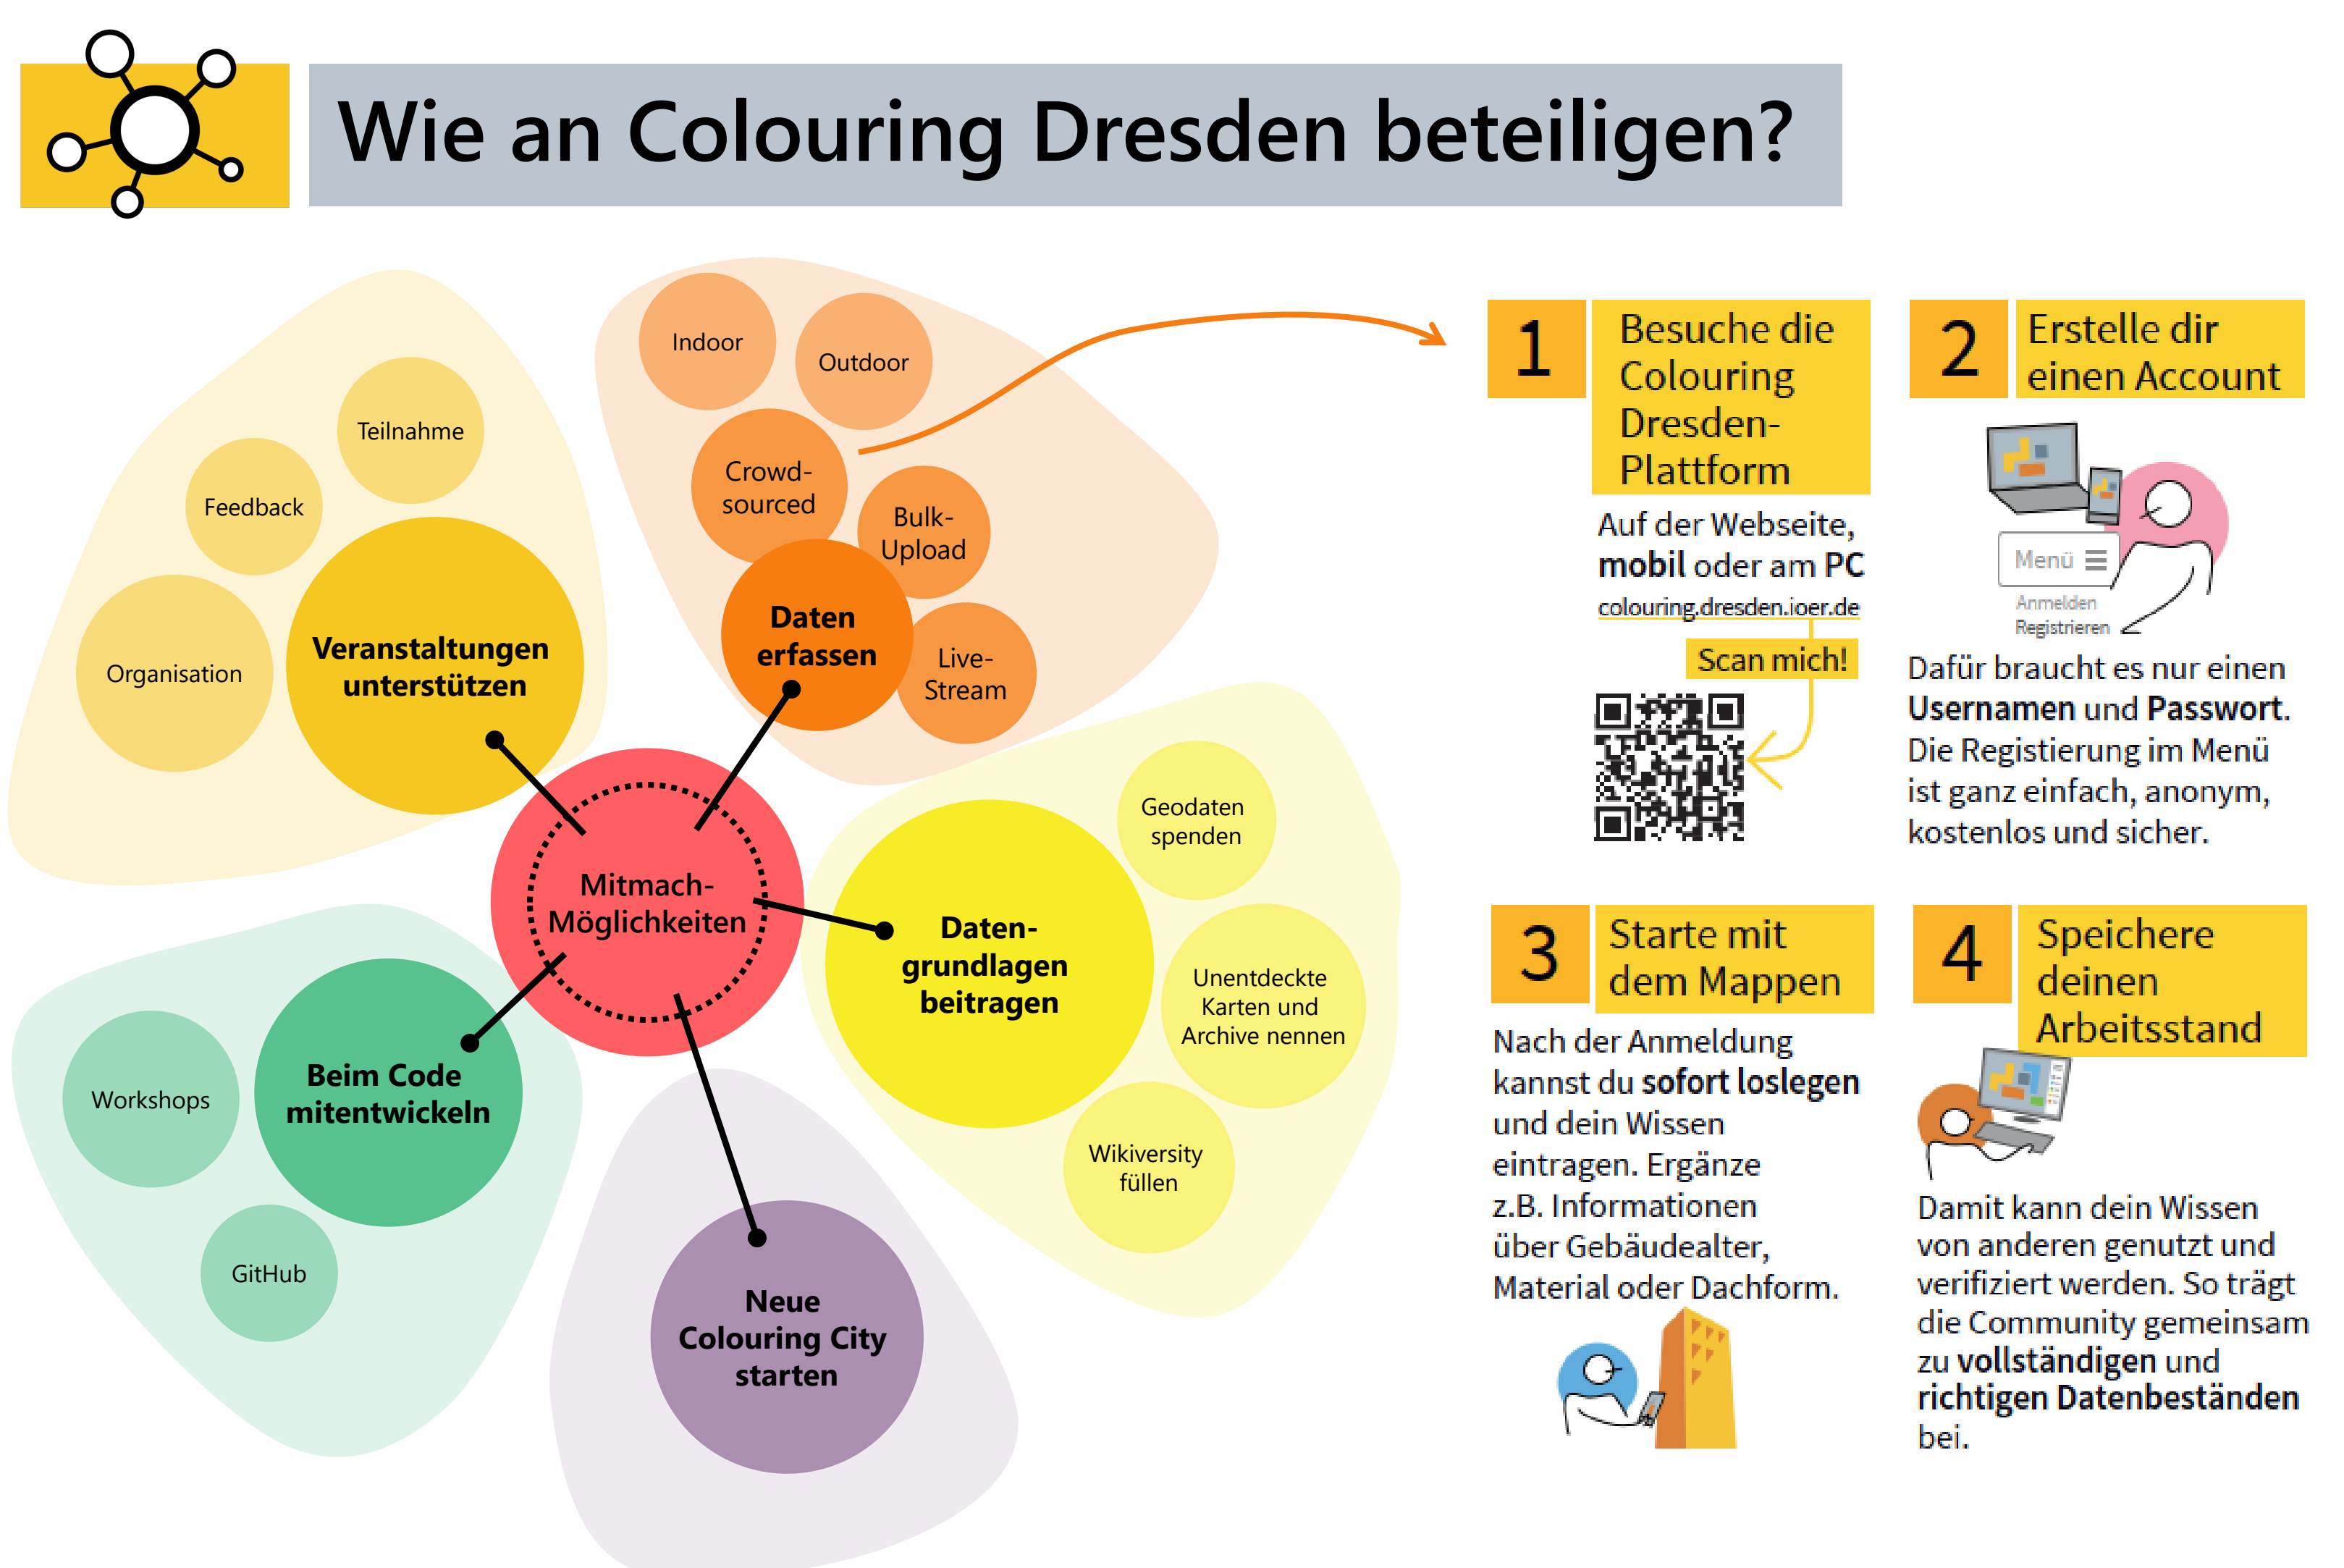 Wie an Colouring Dresden beteiligen?
Teilnahme
Feedback
Organisation
Veranstaltungen
unterstützen
Indoor
Outdoor
Crowd-
sourced
Bulk-
Upload
Live-
Stream
Daten
erfassen
Mitmach-
Möglichkeiten
Geodaten
spenden
Daten-
grundlagen
beitragen
Unentdeckte
Karten und
Archive nennen
Wikiversity
füllen
Beim Code
mitentwickeln
Workshops
GitHub
Neue
Colouring City
starten
1
Besuche die
Colouring
Dresden-
Plattform
Auf der Webseite,
mobil oder am PC
colouring.dresden.ioer.de
Scan mich!
2
Erstelle dir
einen Account
Menü
Anmelden
Registrieren
Dafür braucht es nur einen
Usernamen und Passwort.
Die Registierung im Menü
ist ganz einfach, anonym,
kostenlos und sicher.
3
Starte mit
dem Mappen
Nach der Anmeldung
kannst du sofort loslegen
und dein Wissen
eintragen. Ergänze
z.B. Informationen
über Gebäudealter,
Material oder Dachform.
4
Speichere
deinen
Arbeitsstand
Damit kann dein Wissen
von anderen genutzt und
verifiziert werden. So trägt
die Community gemeinsam
zu vollständigen und
richtigen Datenbeständen
bei.